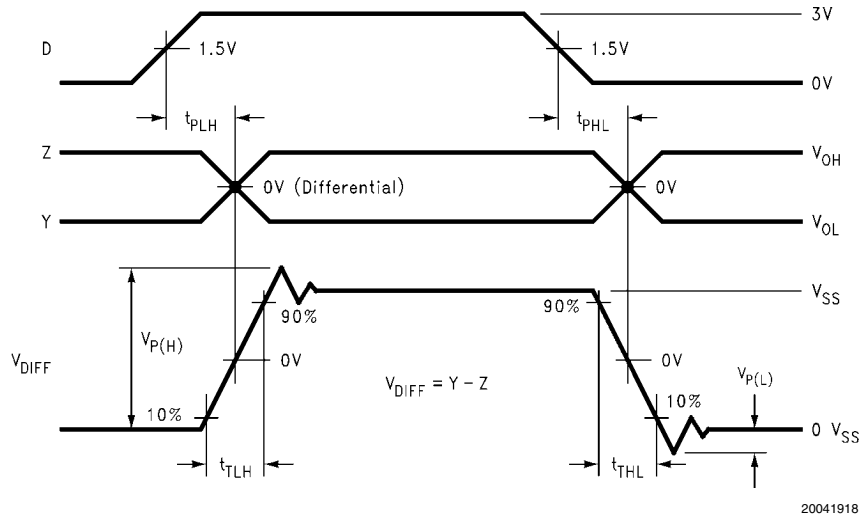 3V
D
1.5V
1.5V
0V
tPLH
tPHL
Z
VOH
0V (Differential)
0V
Y
VOL
VSS
90%
90%
VP(H)
VDIFF
0V
0V
VP(L)
VDIFF = Y - Z
10%
10%
0 VSS
tTLH
tTHL
20041918